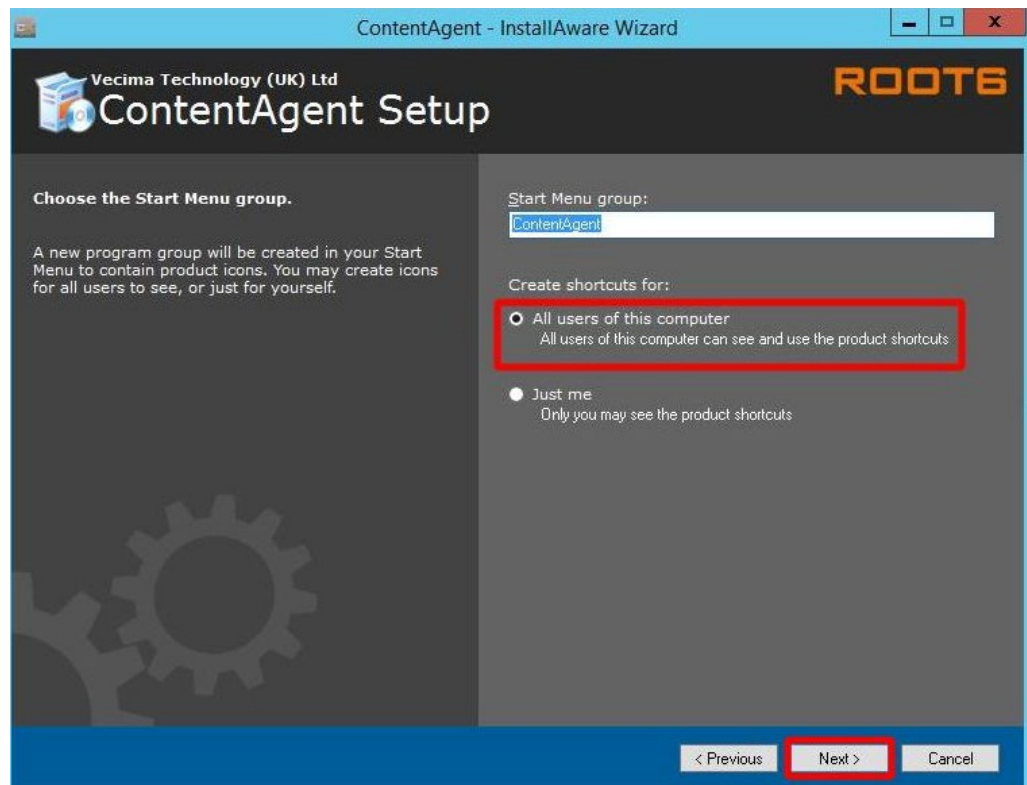 ContentAgent - InstallAware Wizard
Vecima Technology (UK) Ltd
ContentAgent Setup
ROOT6
Choose the Start Menu group.
A new program group will be created in your Start
Menu to contain product icons. You may create icons
for all users to see, or just for yourself.
Start Menu group:
ContentAgent
Create shortcuts for:
All users of this computer
All users of this computer can see and use the product shortcuts
Just me
Only you may see the product shortcuts
< Previous
Next >
Cancel